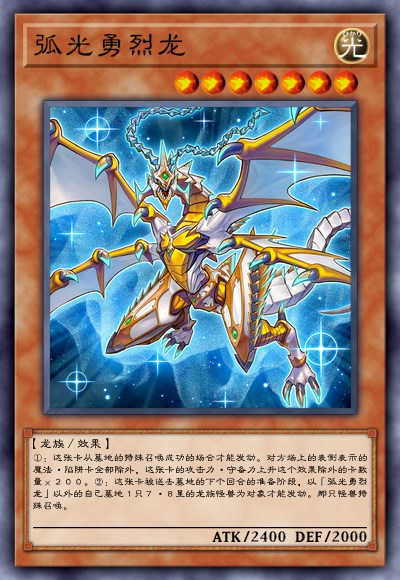 弧光勇烈龙
ひかり
光
【龙族/效果】
①:这张卡从墓地的特殊召唤成功的场合才能发动。对方场上的表侧表示的
魔法·陷阱卡全部除外,这张卡的攻击力·守备力上升这个效果除外的卡数
量×200。②:这张卡被送去墓地的下个回合的准备阶段,以「弧光勇烈
龙」以外的自己墓地1只7·8星的龙族怪兽为对象才能发动。那只怪兽特
殊召唤。
ATK/2400 DEF/2000